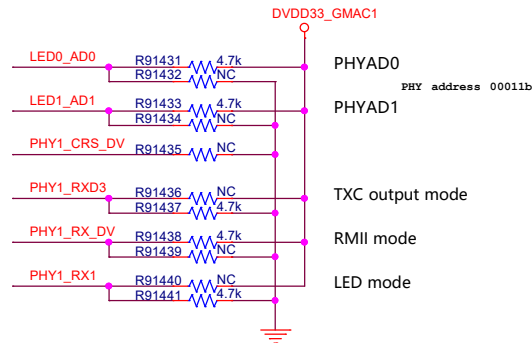 DVDD33_GMAC1
LED0_AD0 R91431 4.7k PHYAD0
R91432 NC
PHY address 00011b
LED1_AD1 R91433 4.7k PHYAD1
R91434 NC
PHY1_CRS_DV R91435 NC
PHY1_RXD3 R91436 NC TXC output mode
R91437 4.7k
PHY1_RX_DV R91438 4.7k RMII mode
R91439 NC
PHY1_RX1 R91440 NC LED mode
R91441 4.7k